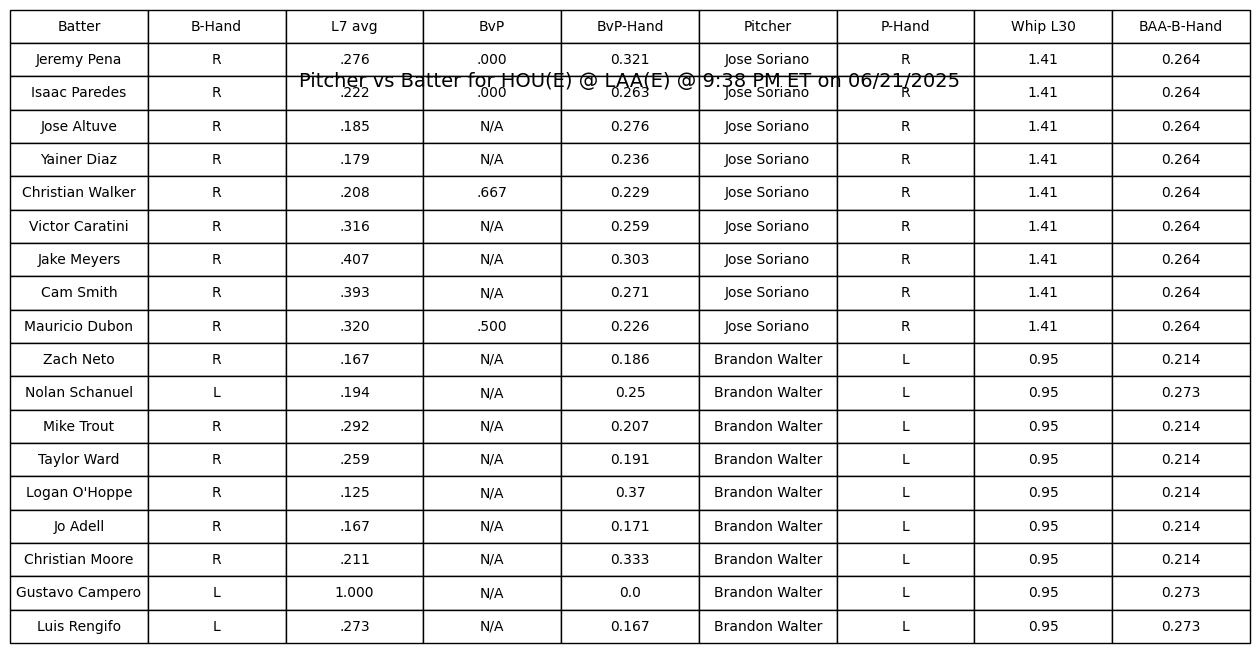 Batter B-Hand L7 avg BvP BvP-Hand Pitcher P-Hand Whip L30 BAA-B-Hand
Jeremy Pena R .276 .000 0.321 Jose Soriano R 1.41 0.264
Pitcher vs Batter for HOU(E) @ LAA(E) @ 9:38 PM ET on 06/21/2025
Isaac Paredes R .222 .000 0.263 Jose Soriano R 1.41 0.264
Jose Altuve R .185 N/A 0.276 Jose Soriano R 1.41 0.264
Yainer Diaz R .179 N/A 0.236 Jose Soriano R 1.41 0.264
Christian Walker R .208 .667 0.229 Jose Soriano R 1.41 0.264
Victor Caratini R .316 N/A 0.259 Jose Soriano R 1.41 0.264
Jake Meyers R .407 N/A 0.303 Jose Soriano R 1.41 0.264
Cam Smith R .393 N/A 0.271 Jose Soriano R 1.41 0.264
Mauricio Dubon R .320 .500 0.226 Jose Soriano R 1.41 0.264
Zach Neto R .167 N/A 0.186 Brandon Walter L 0.95 0.214
Nolan Schanuel L .194 N/A 0.25 Brandon Walter L 0.95 0.273
Mike Trout R .292 N/A 0.207 Brandon Walter L 0.95 0.214
Taylor Ward R .259 N/A 0.191 Brandon Walter L 0.95 0.214
Logan O'Hoppe R .125 N/A 0.37 Brandon Walter L 0.95 0.214
Jo Adell R .167 N/A 0.171 Brandon Walter L 0.95 0.214
Christian Moore R .211 N/A 0.333 Brandon Walter L 0.95 0.214
Gustavo Campero L 1.000 N/A 0.0 Brandon Walter L 0.95 0.273
Luis Rengifo L .273 N/A 0.167 Brandon Walter L 0.95 0.273